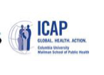 ICAP
GLOBAL. HEALTH. ACTION.
Columbia University
Mailman School of Public Health